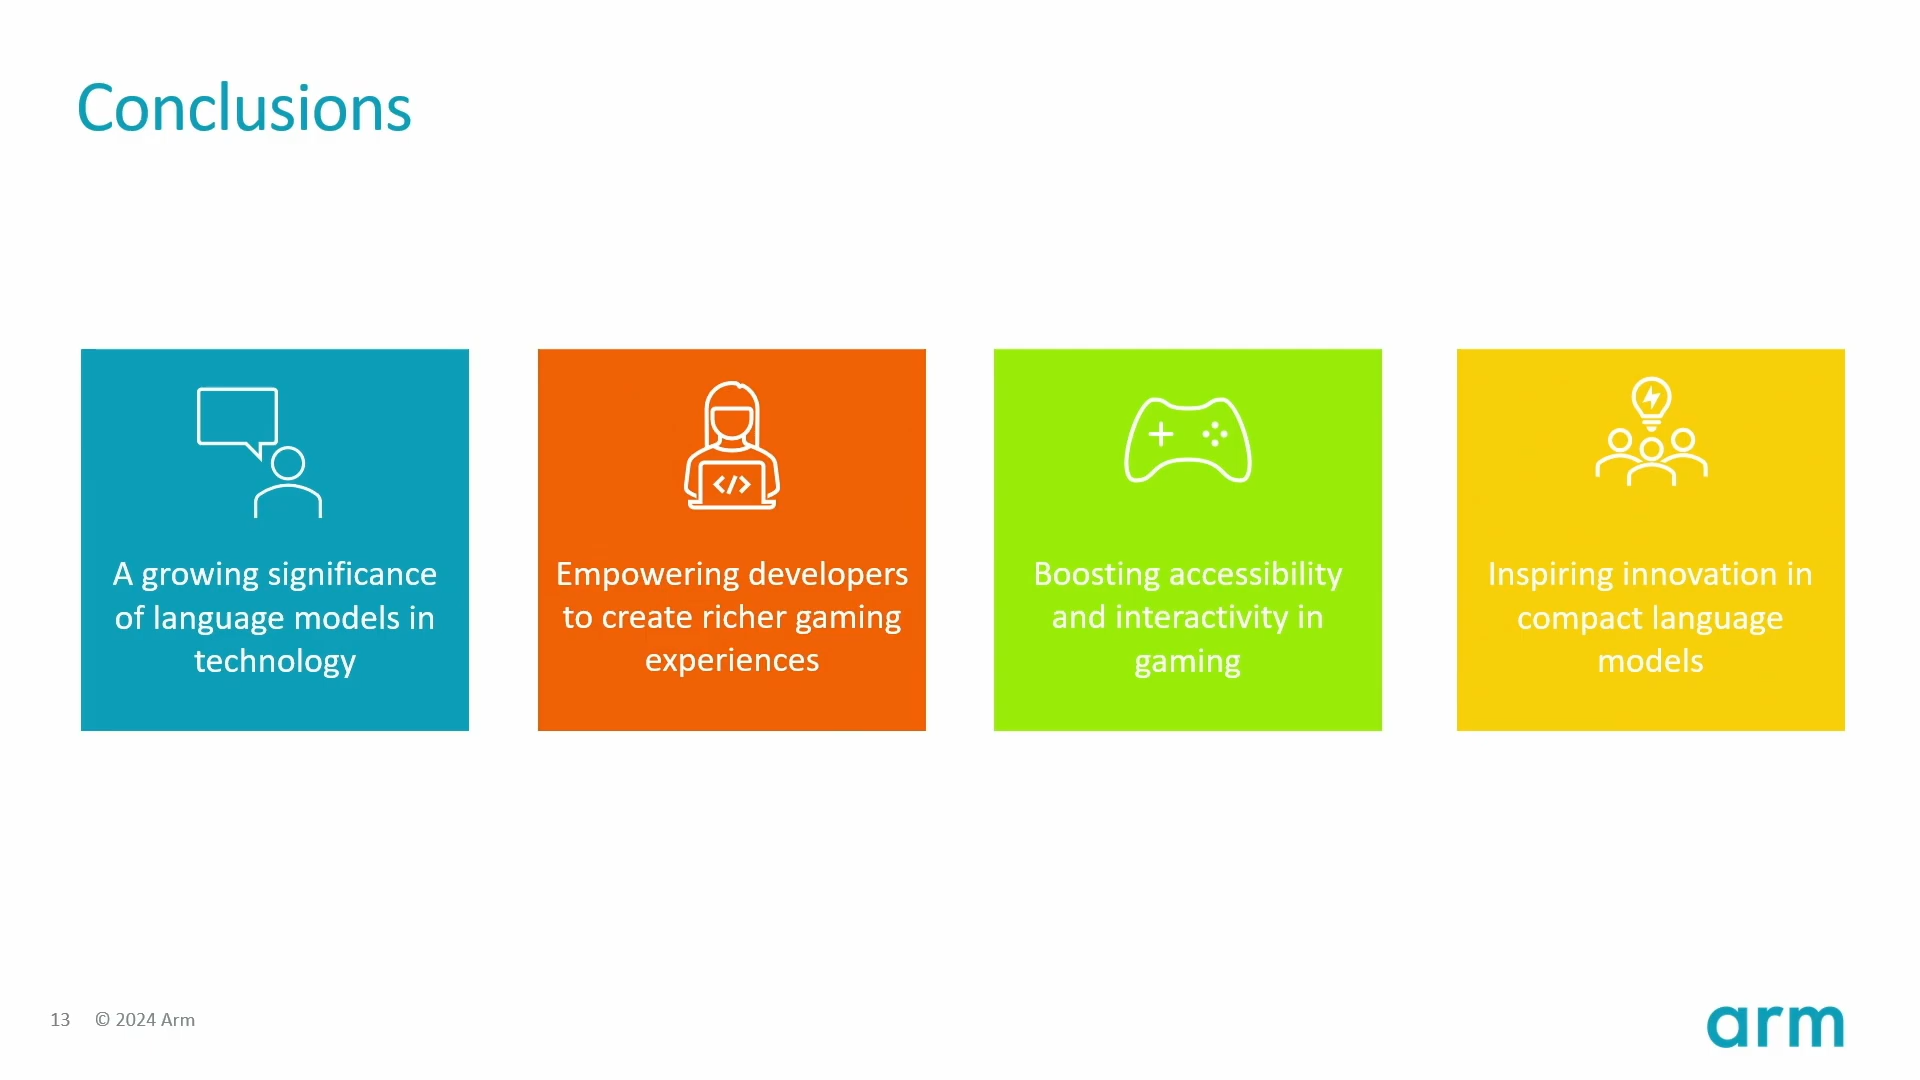 Conclusions
A growing significance
of language models in
technology
Empowering developers
to create richer gaming
experiences
Boosting accessibility
and interactivity in
gaming
Inspiring innovation in
compact language
models
13 © 2024 Arm
arm